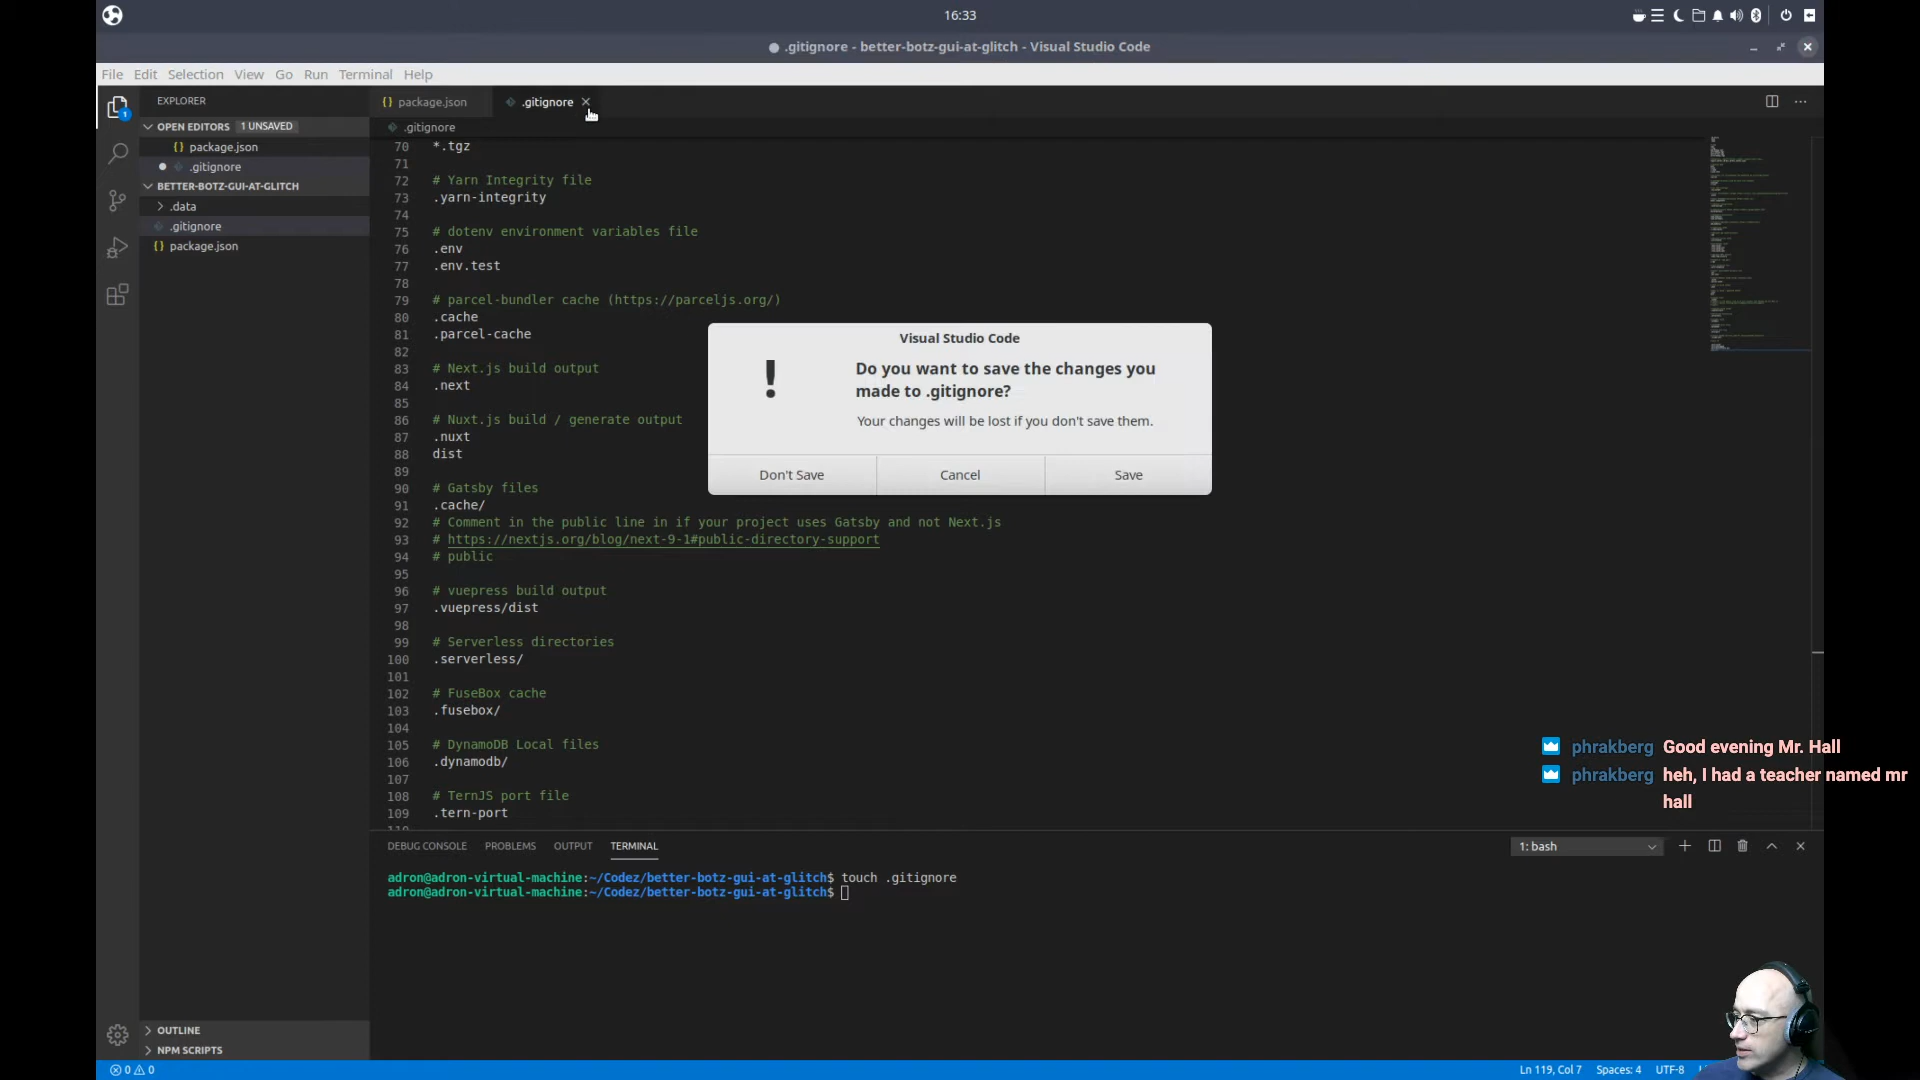 16:33
.gitignore - better-botz-gui-at-glitch - Visual Studio Code
File Edit Selection View Go Run Terminal Help
EXPLORER
OPEN EDITORS 1 UNSAVED
package.json
.gitignore
BETTER-BOTZ-GUI-AT-GLITCH
.data
.gitignore
package.json
OUTLINE
NPM SCRIPTS
package.json .gitignore
.gitignore
70 *.tgz
71
72 # Yarn Integrity file
73 .yarn-integrity
74
75 # dotenv environment variables file
76 .env
77 .env.test
78
79 # parcel-bundler cache (https://parceljs.org/)
80 .cache
81 .parcel-cache
82
83 # Next.js build output
84 .next
85
86 # Nuxt.js build / generate output
87 .nuxt
88 dist
89
90 # Gatsby files
91 .cache/
92 # Comment in the public line in if your project uses Gatsby and not Next.js
93 # https://nextjs.org/blog/next-9-1#public-directory-support
94 # public
95
96 # vuepress build output
97 .vuepress/dist
98
99 # Serverless directories
100 .serverless/
101
102 # FuseBox cache
103 .fusebox/
104
105 # DynamoDB Local files
106 .dynamodb/
107
108 # TernJS port file
109 .tern-port
110
Visual Studio Code
Do you want to save the changes you
made to .gitignore?
Your changes will be lost if you don't save them.
Don't Save Cancel Save
phrakberg Good evening Mr. Hall
phrakberg heh, I had a teacher named mr
hall
DEBUG CONSOLE PROBLEMS OUTPUT TERMINAL 1: bash
adron@adron-virtual-machine:~/Codez/better-botz-gui-at-glitch$ touch .gitignore
adron@adron-virtual-machine:~/Codez/better-botz-gui-at-glitch$
0 0 Ln 119, Col 7 Spaces: 4 UTF-8